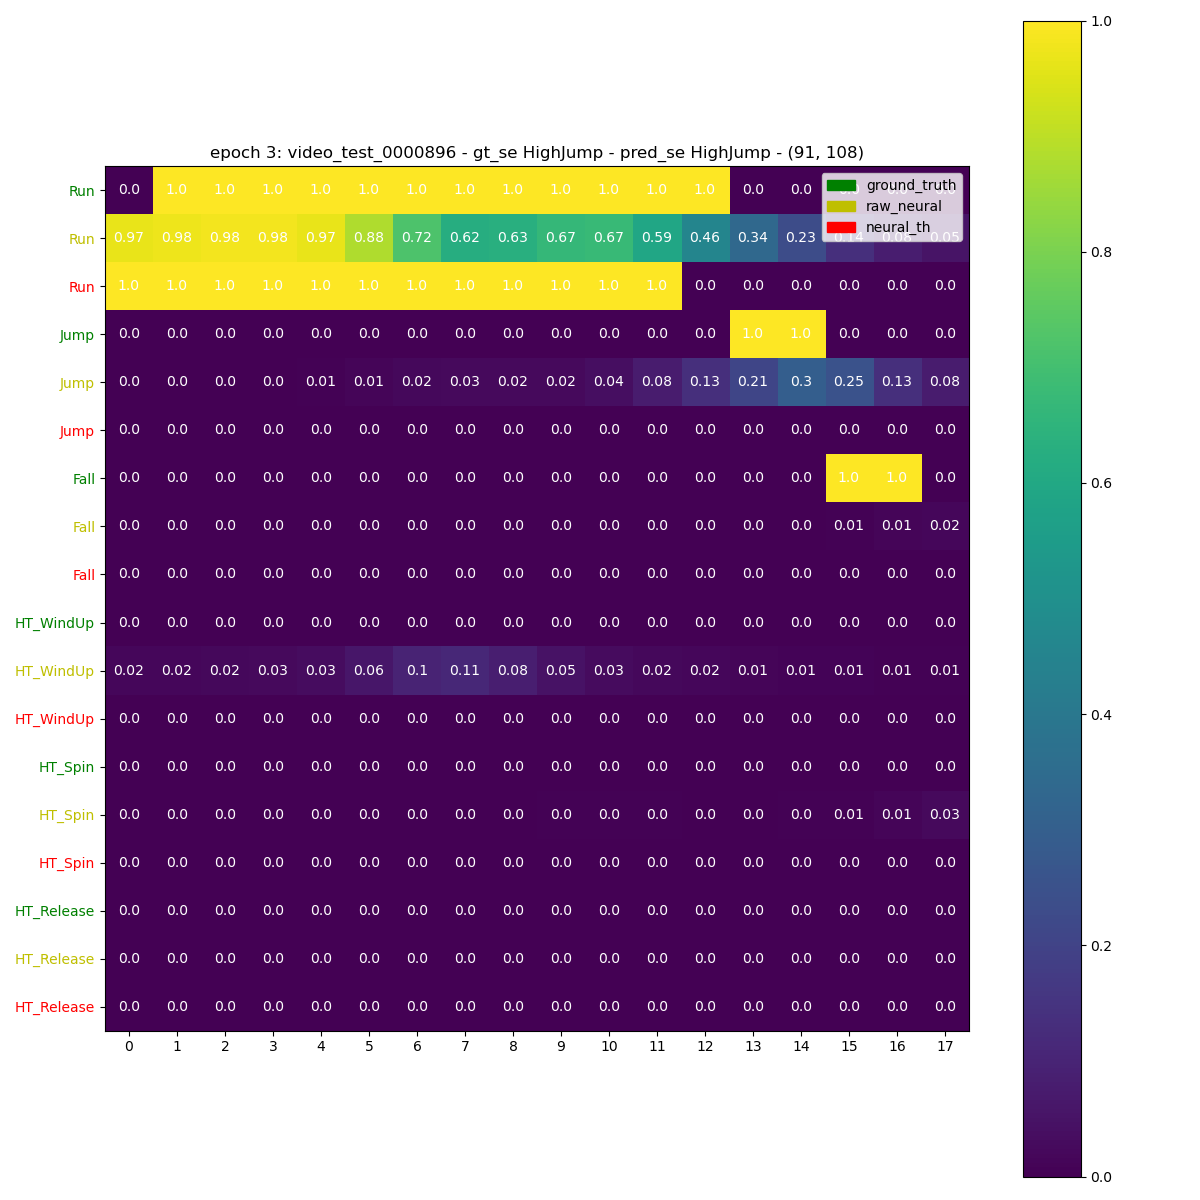 epoch 3: video_test_0000896 - gt_se HighJump - pred_se HighJump - (91, 108)
ground_truth
raw_neural
neural_th
Run 0.0 1.0 1.0 1.0 1.0 1.0 1.0 1.0 1.0 1.0 1.0 1.0 1.0 0.0 0.0
Run 0.97 0.98 0.98 0.98 0.97 0.88 0.72 0.62 0.63 0.67 0.67 0.59 0.46 0.34 0.23 0.14 0.08 0.05
Run 1.0 1.0 1.0 1.0 1.0 1.0 1.0 1.0 1.0 1.0 1.0 1.0 0.0 0.0 0.0 0.0 0.0 0.0
Jump 0.0 0.0 0.0 0.0 0.0 0.0 0.0 0.0 0.0 0.0 0.0 0.0 0.0 1.0 1.0 0.0 0.0 0.0
Jump 0.0 0.0 0.0 0.0 0.01 0.01 0.02 0.03 0.02 0.02 0.04 0.08 0.13 0.21 0.3 0.25 0.13 0.08
Jump 0.0 0.0 0.0 0.0 0.0 0.0 0.0 0.0 0.0 0.0 0.0 0.0 0.0 0.0 0.0 0.0 0.0 0.0
Fall 0.0 0.0 0.0 0.0 0.0 0.0 0.0 0.0 0.0 0.0 0.0 0.0 0.0 0.0 0.0 1.0 1.0 0.0
Fall 0.0 0.0 0.0 0.0 0.0 0.0 0.0 0.0 0.0 0.0 0.0 0.0 0.0 0.0 0.0 0.01 0.01 0.02
Fall 0.0 0.0 0.0 0.0 0.0 0.0 0.0 0.0 0.0 0.0 0.0 0.0 0.0 0.0 0.0 0.0 0.0 0.0
HT_WindUp 0.0 0.0 0.0 0.0 0.0 0.0 0.0 0.0 0.0 0.0 0.0 0.0 0.0 0.0 0.0 0.0 0.0 0.0
HT_WindUp 0.02 0.02 0.02 0.03 0.03 0.06 0.1 0.11 0.08 0.05 0.03 0.02 0.02 0.01 0.01 0.01 0.01 0.01
HT_WindUp 0.0 0.0 0.0 0.0 0.0 0.0 0.0 0.0 0.0 0.0 0.0 0.0 0.0 0.0 0.0 0.0 0.0 0.0
HT_Spin 0.0 0.0 0.0 0.0 0.0 0.0 0.0 0.0 0.0 0.0 0.0 0.0 0.0 0.0 0.0 0.0 0.0 0.0
HT_Spin 0.0 0.0 0.0 0.0 0.0 0.0 0.0 0.0 0.0 0.0 0.0 0.0 0.0 0.0 0.0 0.01 0.01 0.03
HT_Spin 0.0 0.0 0.0 0.0 0.0 0.0 0.0 0.0 0.0 0.0 0.0 0.0 0.0 0.0 0.0 0.0 0.0 0.0
HT_Release 0.0 0.0 0.0 0.0 0.0 0.0 0.0 0.0 0.0 0.0 0.0 0.0 0.0 0.0 0.0 0.0 0.0 0.0
HT_Release 0.0 0.0 0.0 0.0 0.0 0.0 0.0 0.0 0.0 0.0 0.0 0.0 0.0 0.0 0.0 0.0 0.0 0.0
HT_Release 0.0 0.0 0.0 0.0 0.0 0.0 0.0 0.0 0.0 0.0 0.0 0.0 0.0 0.0 0.0 0.0 0.0 0.0
0 1 2 3 4 5 6 7 8 9 10 11 12 13 14 15 16 17
1.0
0.8
0.6
0.4
0.2
0.0